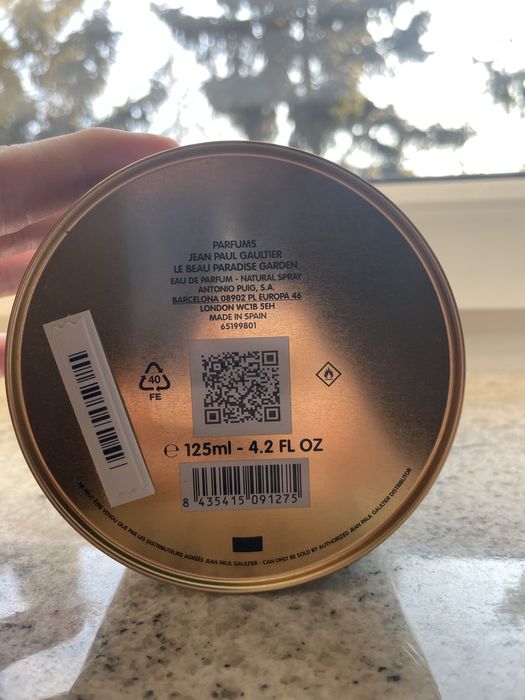 PARFUMS
JEAN PAUL GAULTIER
LE BEAU PARADISE GARDEN
EAU DE PARFUM - NATURAL SPRAY
ANTONIO PUIG, S.A.
BARCELONA 08902 PL EUROPA 46
LONDON WC1B 5EH
MADE IN SPAIN
65199801
40
FE
℮ 125ml - 4.2 FL OZ
8 435415 091275
NE PEUT ÊTRE VENDU QUE PAR LES DISTRIBUTEURS AGRÉÉS JEAN PAUL GAULTIER - CAN ONLY BE SOLD BY AUTHORIZED JEAN PAUL GAULTIER DISTRIBUTOR